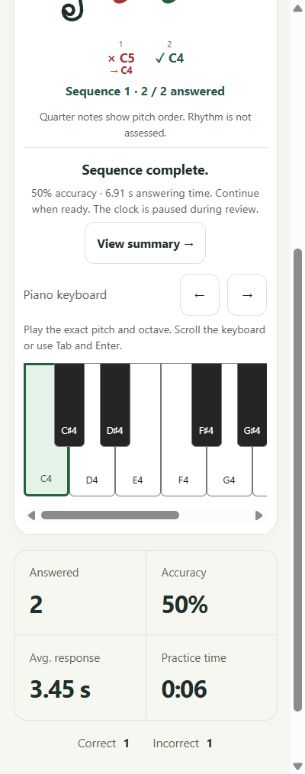 1 2
× C5 ✓ C4
→ C4
Sequence 1 · 2 / 2 answered
Quarter notes show pitch order. Rhythm is not
assessed.
Sequence complete.
50% accuracy · 6.91 s answering time. Continue
when ready. The clock is paused during review.
View summary →
Piano keyboard ← →
Play the exact pitch and octave. Scroll the keyboard
or use Tab and Enter.
C♯4 D♯4 F♯4 G♯4
C4 D4 E4 F4 G4
Answered Accuracy
2 50%
Avg. response Practice time
3.45 s 0:06
Correct 1 Incorrect 1